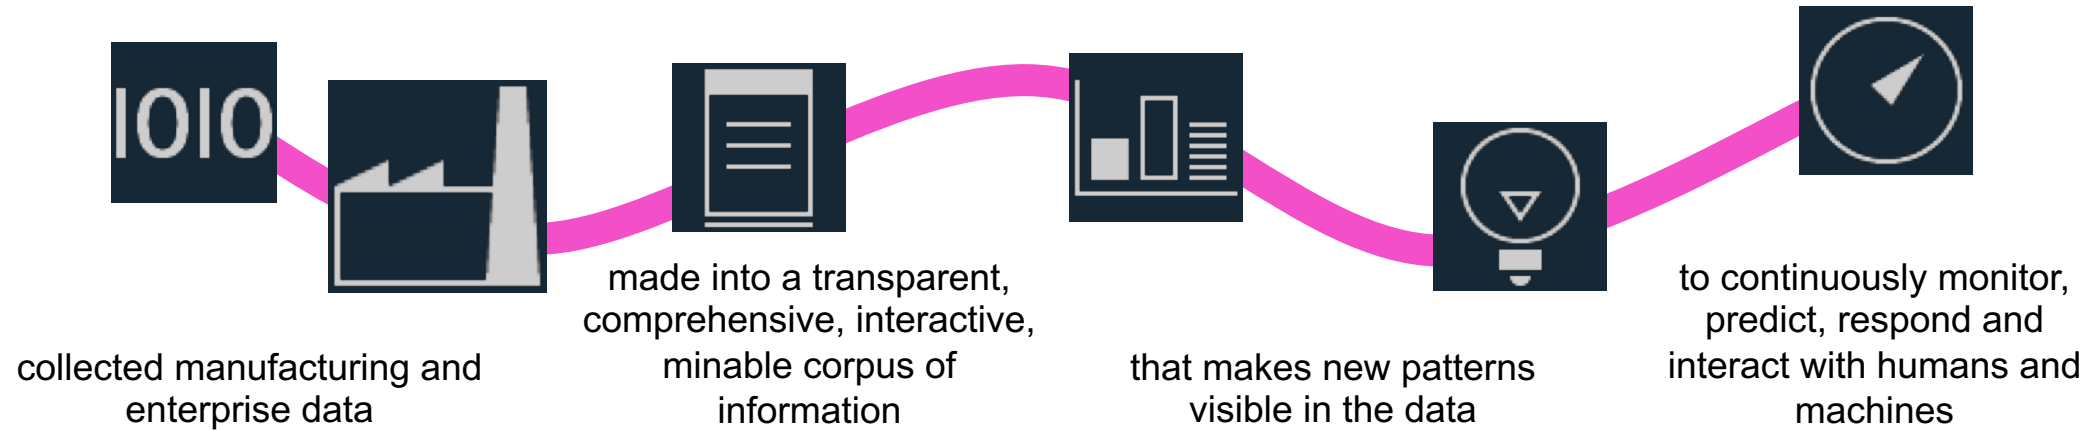 IOIO
collected manufacturing and
enterprise data
made into a transparent,
comprehensive, interactive,
minable corpus of
information
that makes new patterns
visible in the data
to continuously monitor,
predict, respond and
interact with humans and
machines